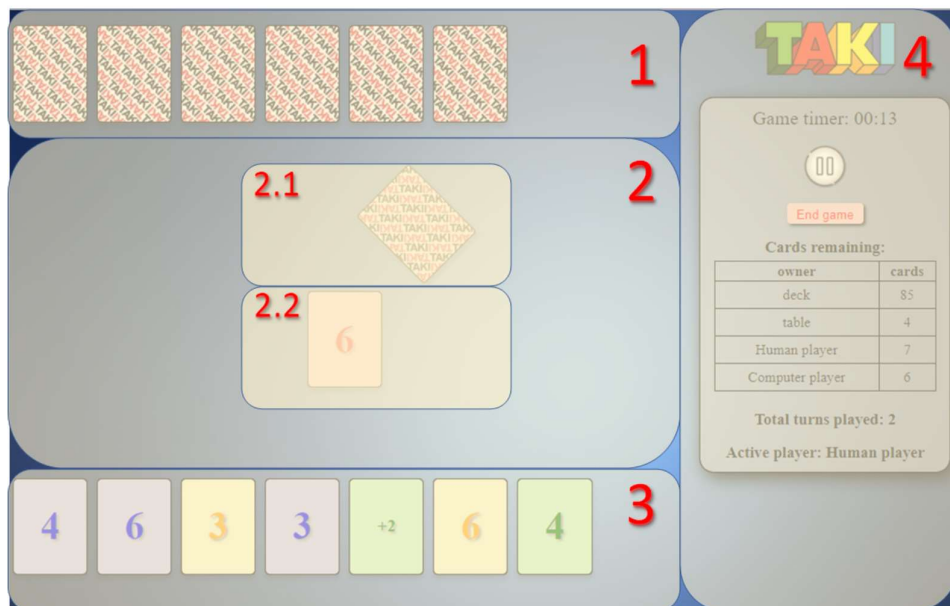 1
TAKI
4
Game timer: 00:13
2
2.1
End game
Cards remaining:
owner cards
deck 85
table 4
Human player 7
Computer player 6
2.2
6
Total turns played: 2
Active player: Human player
3
4 6 3 3 +2 6 4